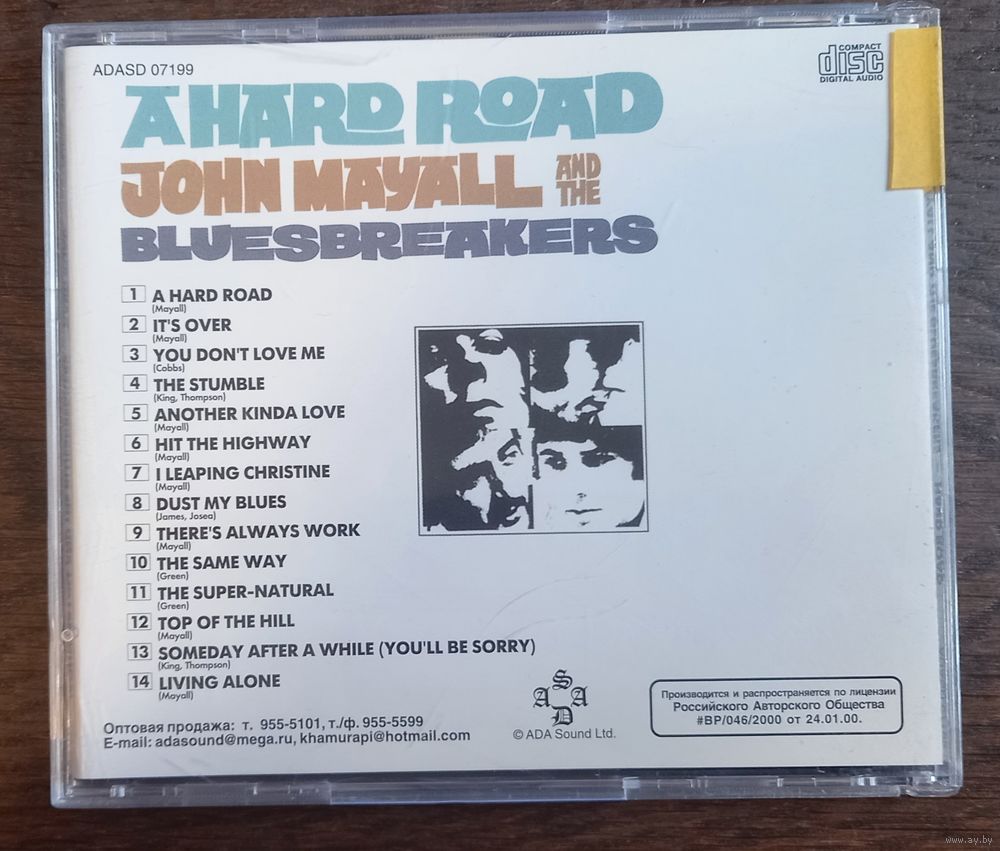 ADASD 07199
COMPACT
disc
DIGITAL AUDIO
A HARD ROAD
JOHN MAYALL AND THE
BLUESBREAKERS
1 A HARD ROAD
(Mayall)
2 IT'S OVER
(Mayall)
3 YOU DON'T LOVE ME
(Cobbs)
4 THE STUMBLE
(King, Thompson)
5 ANOTHER KINDA LOVE
(Mayall)
6 HIT THE HIGHWAY
(Mayall)
7 I LEAPING CHRISTINE
(Mayall)
8 DUST MY BLUES
(James, Josea)
9 THERE'S ALWAYS WORK
(Mayall)
10 THE SAME WAY
(Green)
11 THE SUPER-NATURAL
(Green)
12 TOP OF THE HILL
(Mayall)
13 SOMEDAY AFTER A WHILE (YOU'LL BE SORRY)
(King, Thompson)
14 LIVING ALONE
(Mayall)
Оптовая продажа: т. 955-5101, т./ф. 955-5599
E-mail: adasound@mega.ru, khamurapi@hotmail.com
S
A A
D
© ADA Sound Ltd.
Производится и распространяется по лицензии
Российского Авторского Общества
#ВР/046/2000 от 24.01.00.
www.ay.by